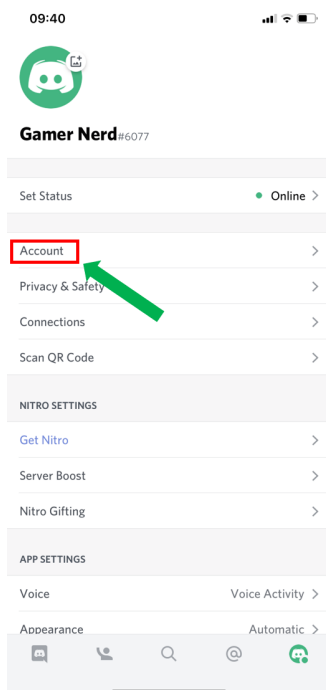 09:40
Gamer Nerd#6077
Set Status Online
Account
Privacy & Safety
Connections
Scan QR Code
NITRO SETTINGS
Get Nitro
Server Boost
Nitro Gifting
APP SETTINGS
Voice Voice Activity
Appearance Automatic
@